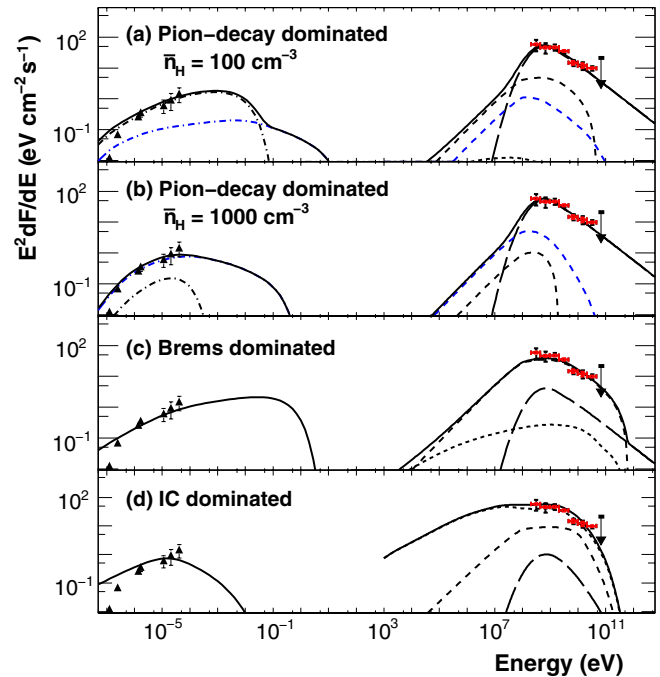 (a) Pion−decay dominated
n̅H = 100 cm⁻³
10²
10⁻¹
(b) Pion−decay dominated
n̅H = 1000 cm⁻³
10²
10⁻¹
(c) Brems dominated
10²
10⁻¹
(d) IC dominated
10²
10⁻¹
E²dF/dE (eV cm⁻² s⁻¹)
10⁻⁵ 10⁻¹ 10³ 10⁷ 10¹¹
Energy (eV)